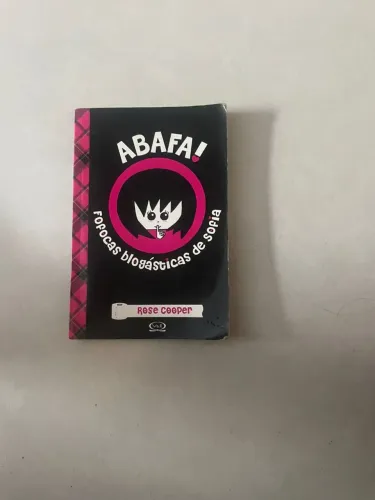 ABAFA!
Fofocas blogásticas de Sofia
Rose Cooper